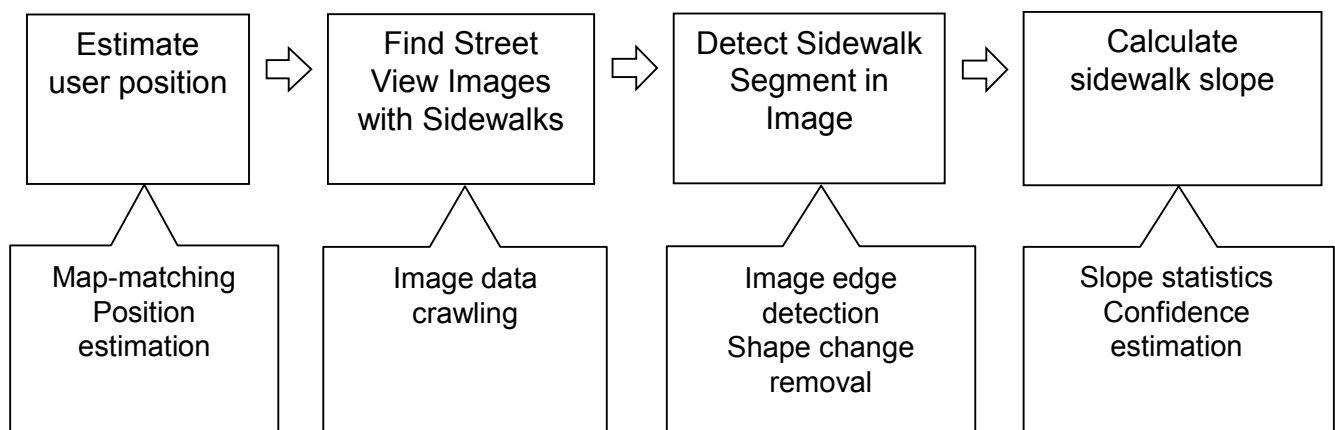 Estimate
user position
Find Street
View Images
with Sidewalks
Detect Sidewalk
Segment in
Image
Calculate
sidewalk slope
Map-matching
Position
estimation
Image data
crawling
Image edge
detection
Shape change
removal
Slope statistics
Confidence
estimation